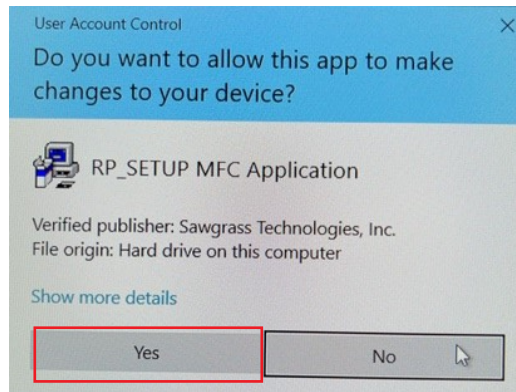 User Account Control
Do you want to allow this app to make
changes to your device?
RP_SETUP MFC Application
Verified publisher: Sawgrass Technologies, Inc.
File origin: Hard drive on this computer
Show more details
Yes
No